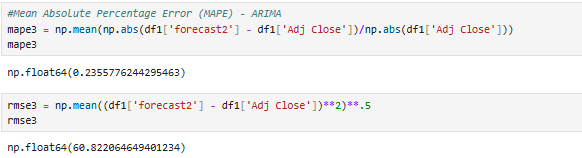 #Mean Absolute Percentage Error (MAPE) - ARIMA
mape3 = np.mean(np.abs(df1['forecast2'] - df1['Adj Close'])/np.abs(df1['Adj Close']))
mape3
np.float64(0.2355776244295463)
rmse3 = np.mean((df1['forecast2'] - df1['Adj Close'])**2)**.5
rmse3
np.float64(60.822064649401234)